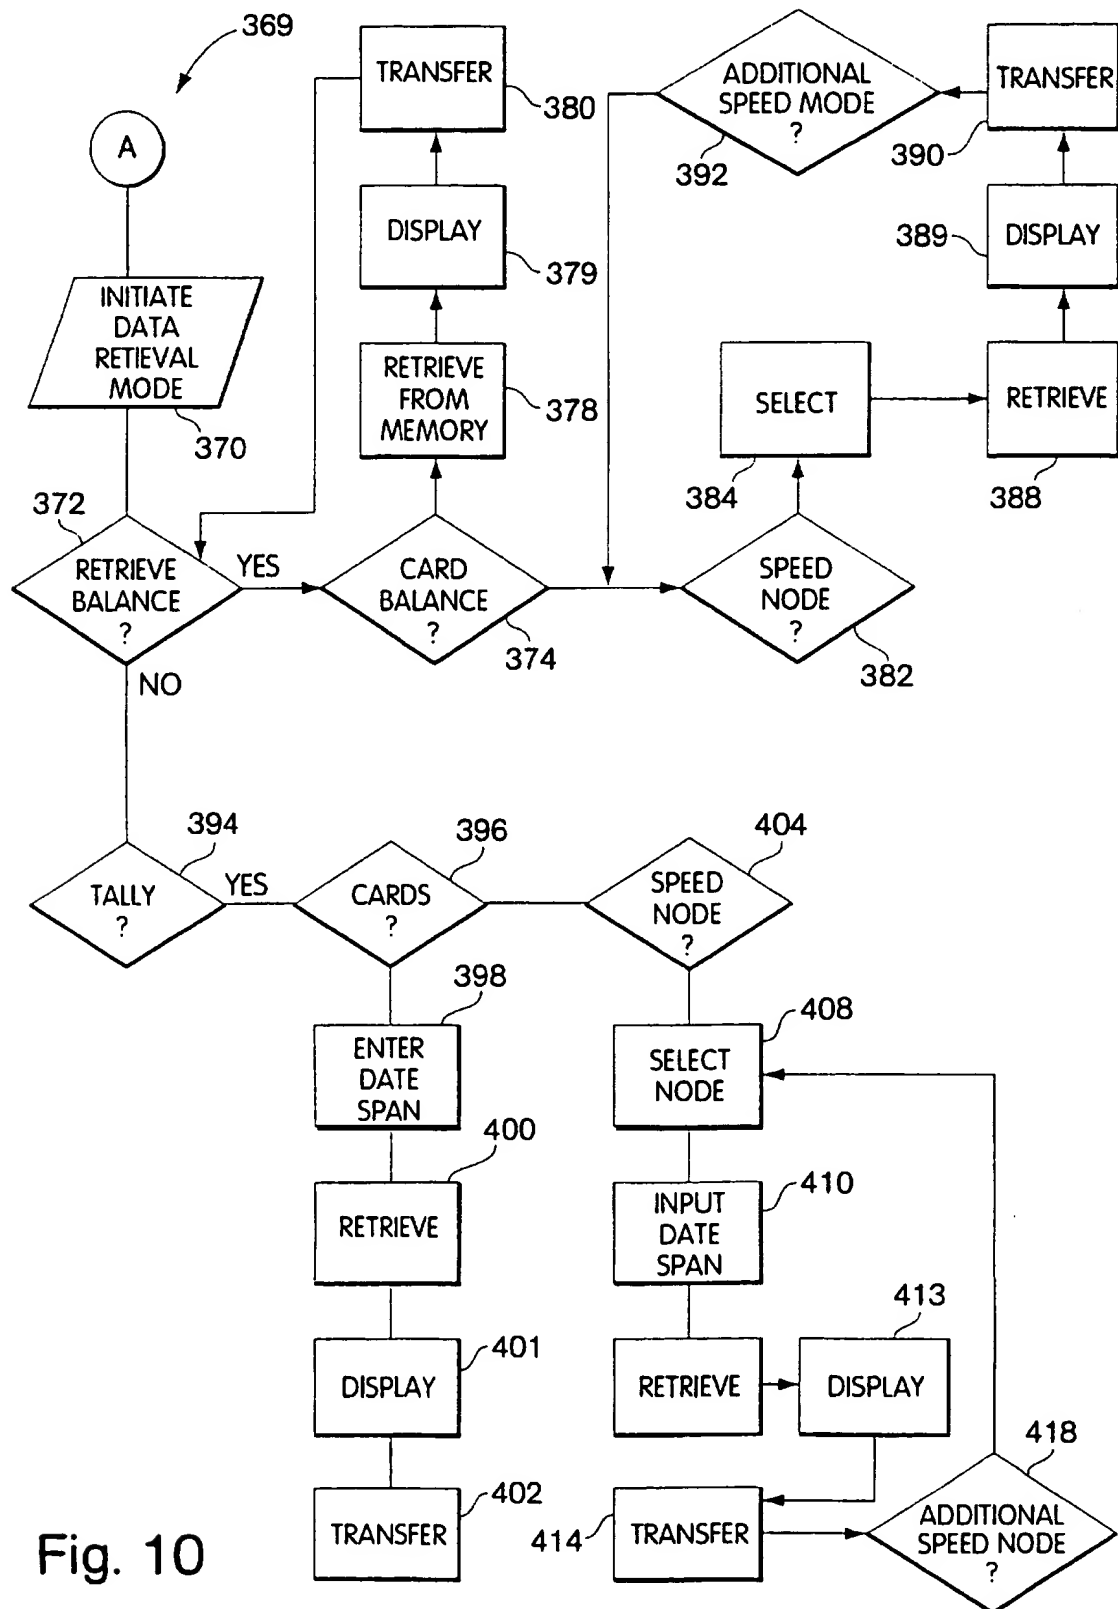 369
A
INITIATE
DATA
RETIEVAL
MODE
370
372
RETRIEVE
BALANCE
?
YES
NO
CARD
BALANCE
?
374
RETRIEVE
FROM
MEMORY
378
DISPLAY
379
TRANSFER
380
SPEED
NODE
?
382
SELECT
384
RETRIEVE
388
DISPLAY
389
TRANSFER
390
ADDITIONAL
SPEED MODE
?
392
TALLY
?
394
YES
CARDS
?
396
ENTER
DATE
SPAN
398
RETRIEVE
400
DISPLAY
401
TRANSFER
402
SPEED
NODE
?
404
SELECT
NODE
408
INPUT
DATE
SPAN
410
RETRIEVE
DISPLAY
413
TRANSFER
414
ADDITIONAL
SPEED NODE
?
418
Fig. 10